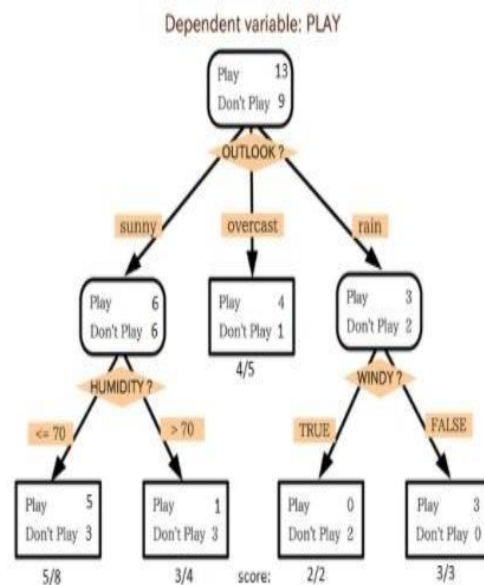 Dependent variable: PLAY
Play 13
Don't Play 9
OUTLOOK ?
sunny
overcast
rain
Play 6
Don't Play 6
Play 4
Don't Play 1
Play 3
Don't Play 2
4/5
HUMIDITY ?
WINDY ?
<= 70
> 70
TRUE
FALSE
Play 5
Don't Play 3
Play 1
Don't Play 3
Play 0
Don't Play 2
Play 3
Don't Play 0
5/8
3/4
score:
2/2
3/3